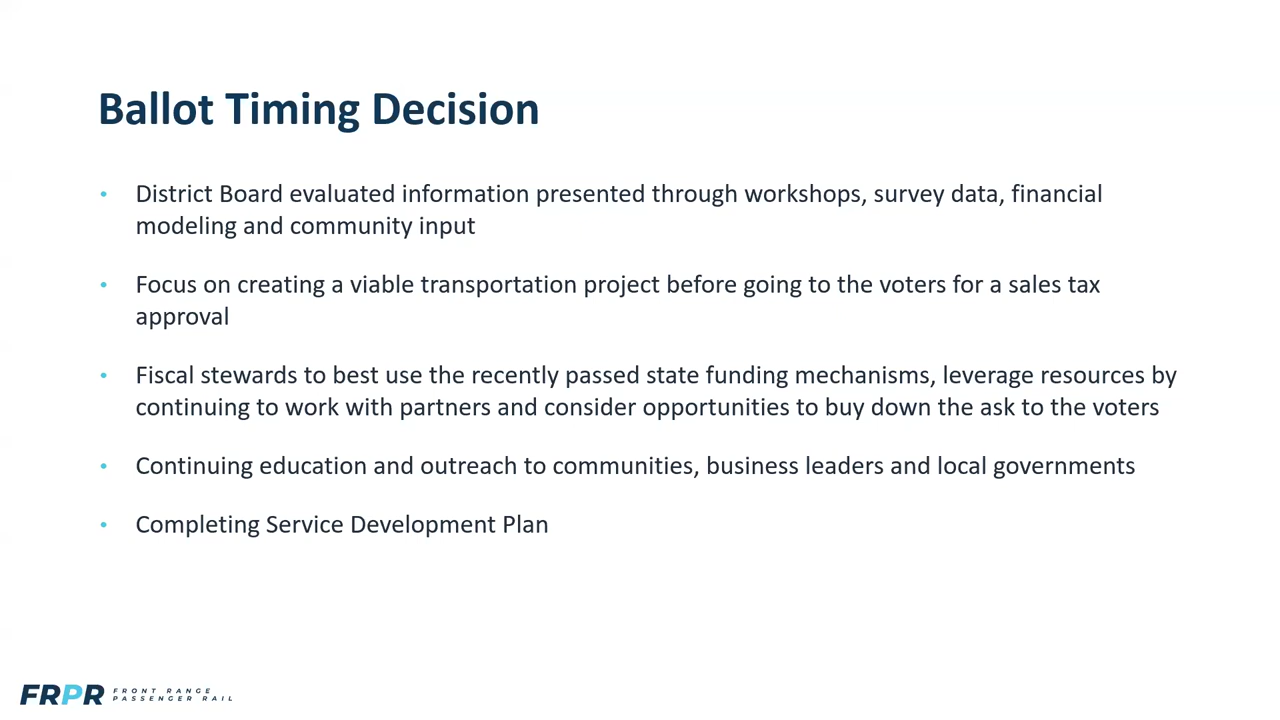 Ballot Timing Decision
• District Board evaluated information presented through workshops, survey data, financial
modeling and community input
• Focus on creating a viable transportation project before going to the voters for a sales tax
approval
• Fiscal stewards to best use the recently passed state funding mechanisms, leverage resources by
continuing to work with partners and consider opportunities to buy down the ask to the voters
• Continuing education and outreach to communities, business leaders and local governments
• Completing Service Development Plan
FRPR
FRONT RANGE
PASSENGER RAIL